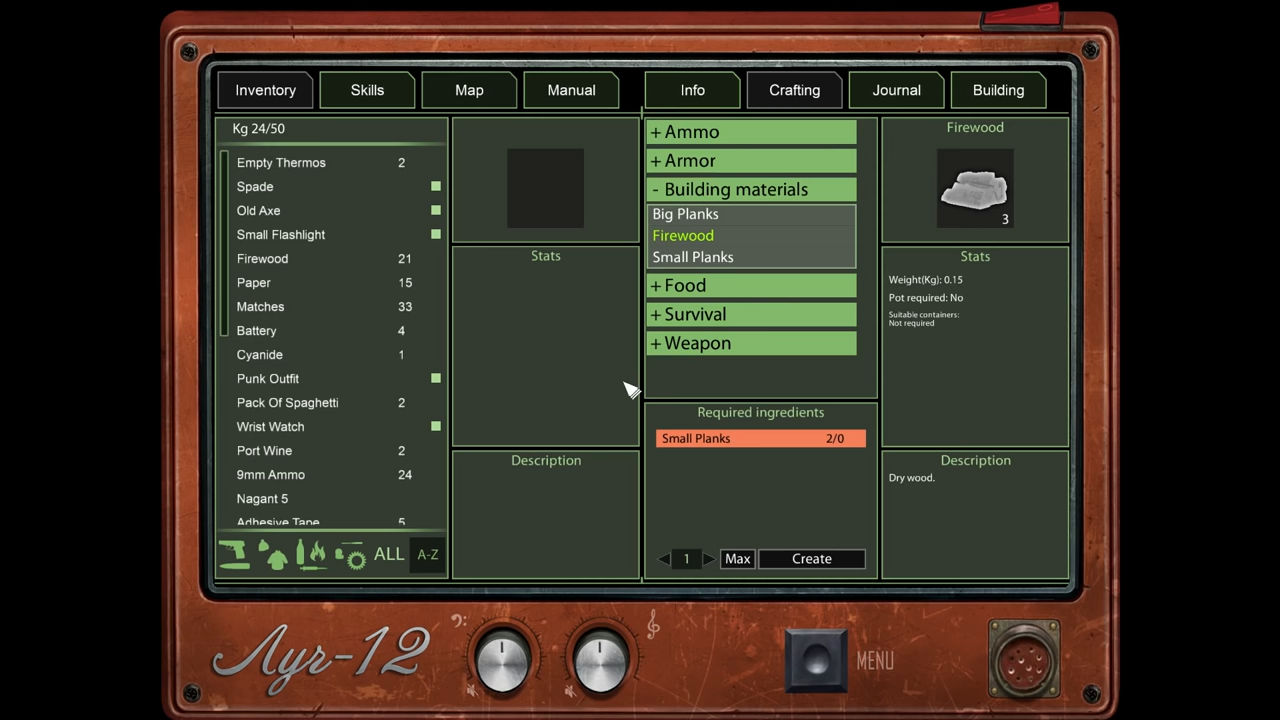 Inventory
Skills
Map
Manual
Info
Crafting
Journal
Building
Kg 24/50
Empty Thermos 2
Spade
Old Axe
Small Flashlight
Firewood 21
Paper 15
Matches 33
Battery 4
Cyanide 1
Punk Outfit
Pack Of Spaghetti 2
Wrist Watch
Port Wine 2
9mm Ammo 24
Nagant 5
Adhesive Tape 5
ALL
A-Z
Stats
Description
+ Ammo
+ Armor
- Building materials
Big Planks
Firewood
Small Planks
+ Food
+ Survival
+ Weapon
Required ingredients
Small Planks 2/0
1
Max
Create
Firewood
3
Stats
Weight(Kg): 0.15
Pot required: No
Suitable containers:
Not required
Description
Dry wood.
Луч-12
MENU